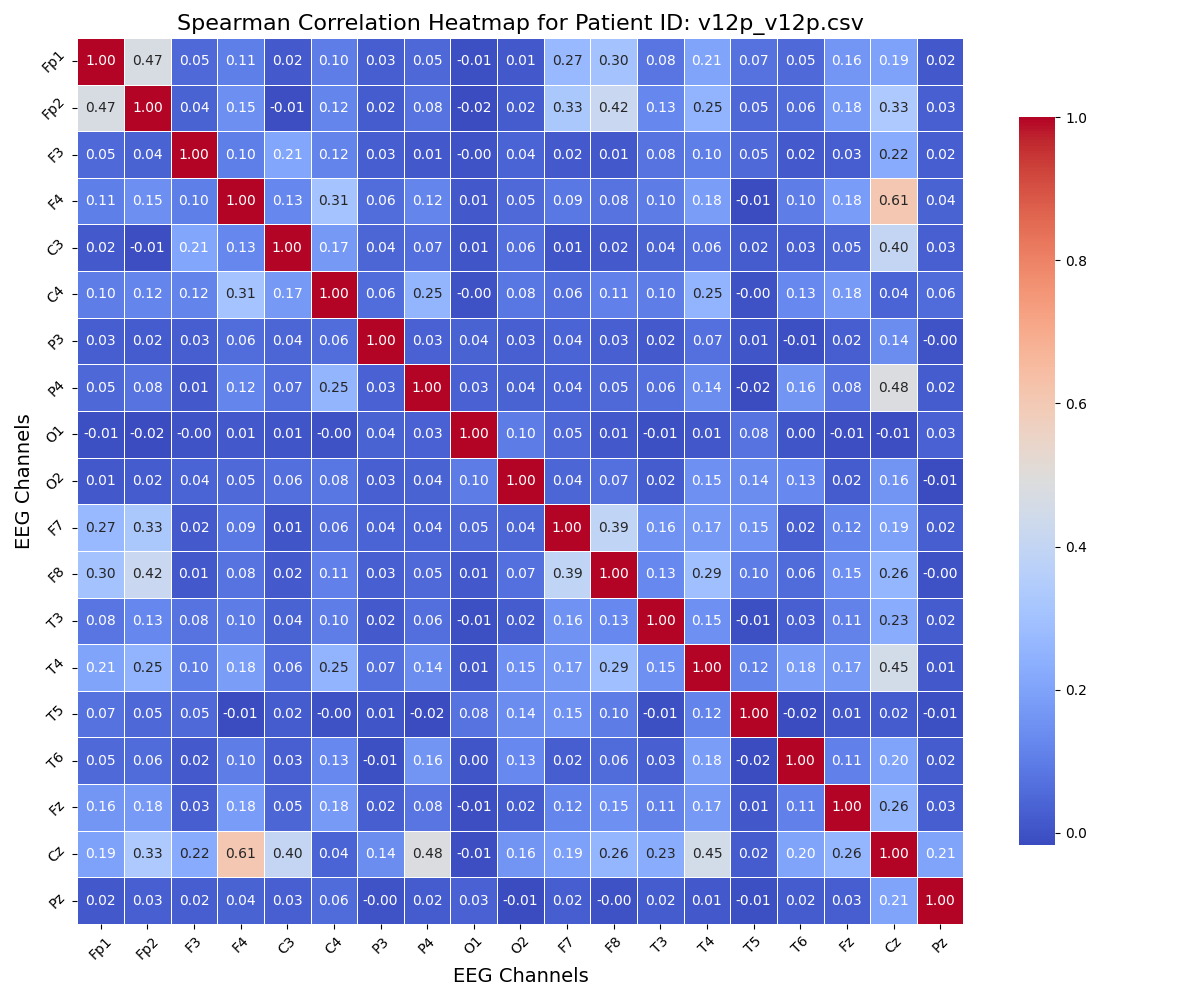 Spearman Correlation Heatmap for Patient ID: v12p_v12p.csv
Fp1 1.00 0.47 0.05 0.11 0.02 0.10 0.03 0.05 -0.01 0.01 0.27 0.30 0.08 0.21 0.07 0.05 0.16 0.19 0.02
Fp2 0.47 1.00 0.04 0.15 -0.01 0.12 0.02 0.08 -0.02 0.02 0.33 0.42 0.13 0.25 0.05 0.06 0.18 0.33 0.03
F3 0.05 0.04 1.00 0.10 0.21 0.12 0.03 0.01 -0.00 0.04 0.02 0.01 0.08 0.10 0.05 0.02 0.03 0.22 0.02
F4 0.11 0.15 0.10 1.00 0.13 0.31 0.06 0.12 0.01 0.05 0.09 0.08 0.10 0.18 -0.01 0.10 0.18 0.61 0.04
C3 0.02 -0.01 0.21 0.13 1.00 0.17 0.04 0.07 0.01 0.06 0.01 0.02 0.04 0.06 0.02 0.03 0.05 0.40 0.03
C4 0.10 0.12 0.12 0.31 0.17 1.00 0.06 0.25 -0.00 0.08 0.06 0.11 0.10 0.25 -0.00 0.13 0.18 0.04 0.06
P3 0.03 0.02 0.03 0.06 0.04 0.06 1.00 0.03 0.04 0.03 0.04 0.03 0.02 0.07 0.01 -0.01 0.02 0.14 -0.00
P4 0.05 0.08 0.01 0.12 0.07 0.25 0.03 1.00 0.03 0.04 0.04 0.05 0.06 0.14 -0.02 0.16 0.08 0.48 0.02
O1 -0.01 -0.02 -0.00 0.01 0.01 -0.00 0.04 0.03 1.00 0.10 0.05 0.01 -0.01 0.01 0.08 0.00 -0.01 -0.01 0.03
O2 0.01 0.02 0.04 0.05 0.06 0.08 0.03 0.04 0.10 1.00 0.04 0.07 0.02 0.15 0.14 0.13 0.02 0.16 -0.01
F7 0.27 0.33 0.02 0.09 0.01 0.06 0.04 0.04 0.05 0.04 1.00 0.39 0.16 0.17 0.15 0.02 0.12 0.19 0.02
F8 0.30 0.42 0.01 0.08 0.02 0.11 0.03 0.05 0.01 0.07 0.39 1.00 0.13 0.29 0.10 0.06 0.15 0.26 -0.00
T3 0.08 0.13 0.08 0.10 0.04 0.10 0.02 0.06 -0.01 0.02 0.16 0.13 1.00 0.15 -0.01 0.03 0.11 0.23 0.02
T4 0.21 0.25 0.10 0.18 0.06 0.25 0.07 0.14 0.01 0.15 0.17 0.29 0.15 1.00 0.12 0.18 0.17 0.45 0.01
T5 0.07 0.05 0.05 -0.01 0.02 -0.00 0.01 -0.02 0.08 0.14 0.15 0.10 -0.01 0.12 1.00 -0.02 0.01 0.02 -0.01
T6 0.05 0.06 0.02 0.10 0.03 0.13 -0.01 0.16 0.00 0.13 0.02 0.06 0.03 0.18 -0.02 1.00 0.11 0.20 0.02
Fz 0.16 0.18 0.03 0.18 0.05 0.18 0.02 0.08 -0.01 0.02 0.12 0.15 0.11 0.17 0.01 0.11 1.00 0.26 0.03
Cz 0.19 0.33 0.22 0.61 0.40 0.04 0.14 0.48 -0.01 0.16 0.19 0.26 0.23 0.45 0.02 0.20 0.26 1.00 0.21
Pz 0.02 0.03 0.02 0.04 0.03 0.06 -0.00 0.02 0.03 -0.01 0.02 -0.00 0.02 0.01 -0.01 0.02 0.03 0.21 1.00
Fp1 Fp2 F3 F4 C3 C4 P3 P4 O1 O2 F7 F8 T3 T4 T5 T6 Fz Cz Pz
EEG Channels
EEG Channels
1.0
0.8
0.6
0.4
0.2
0.0